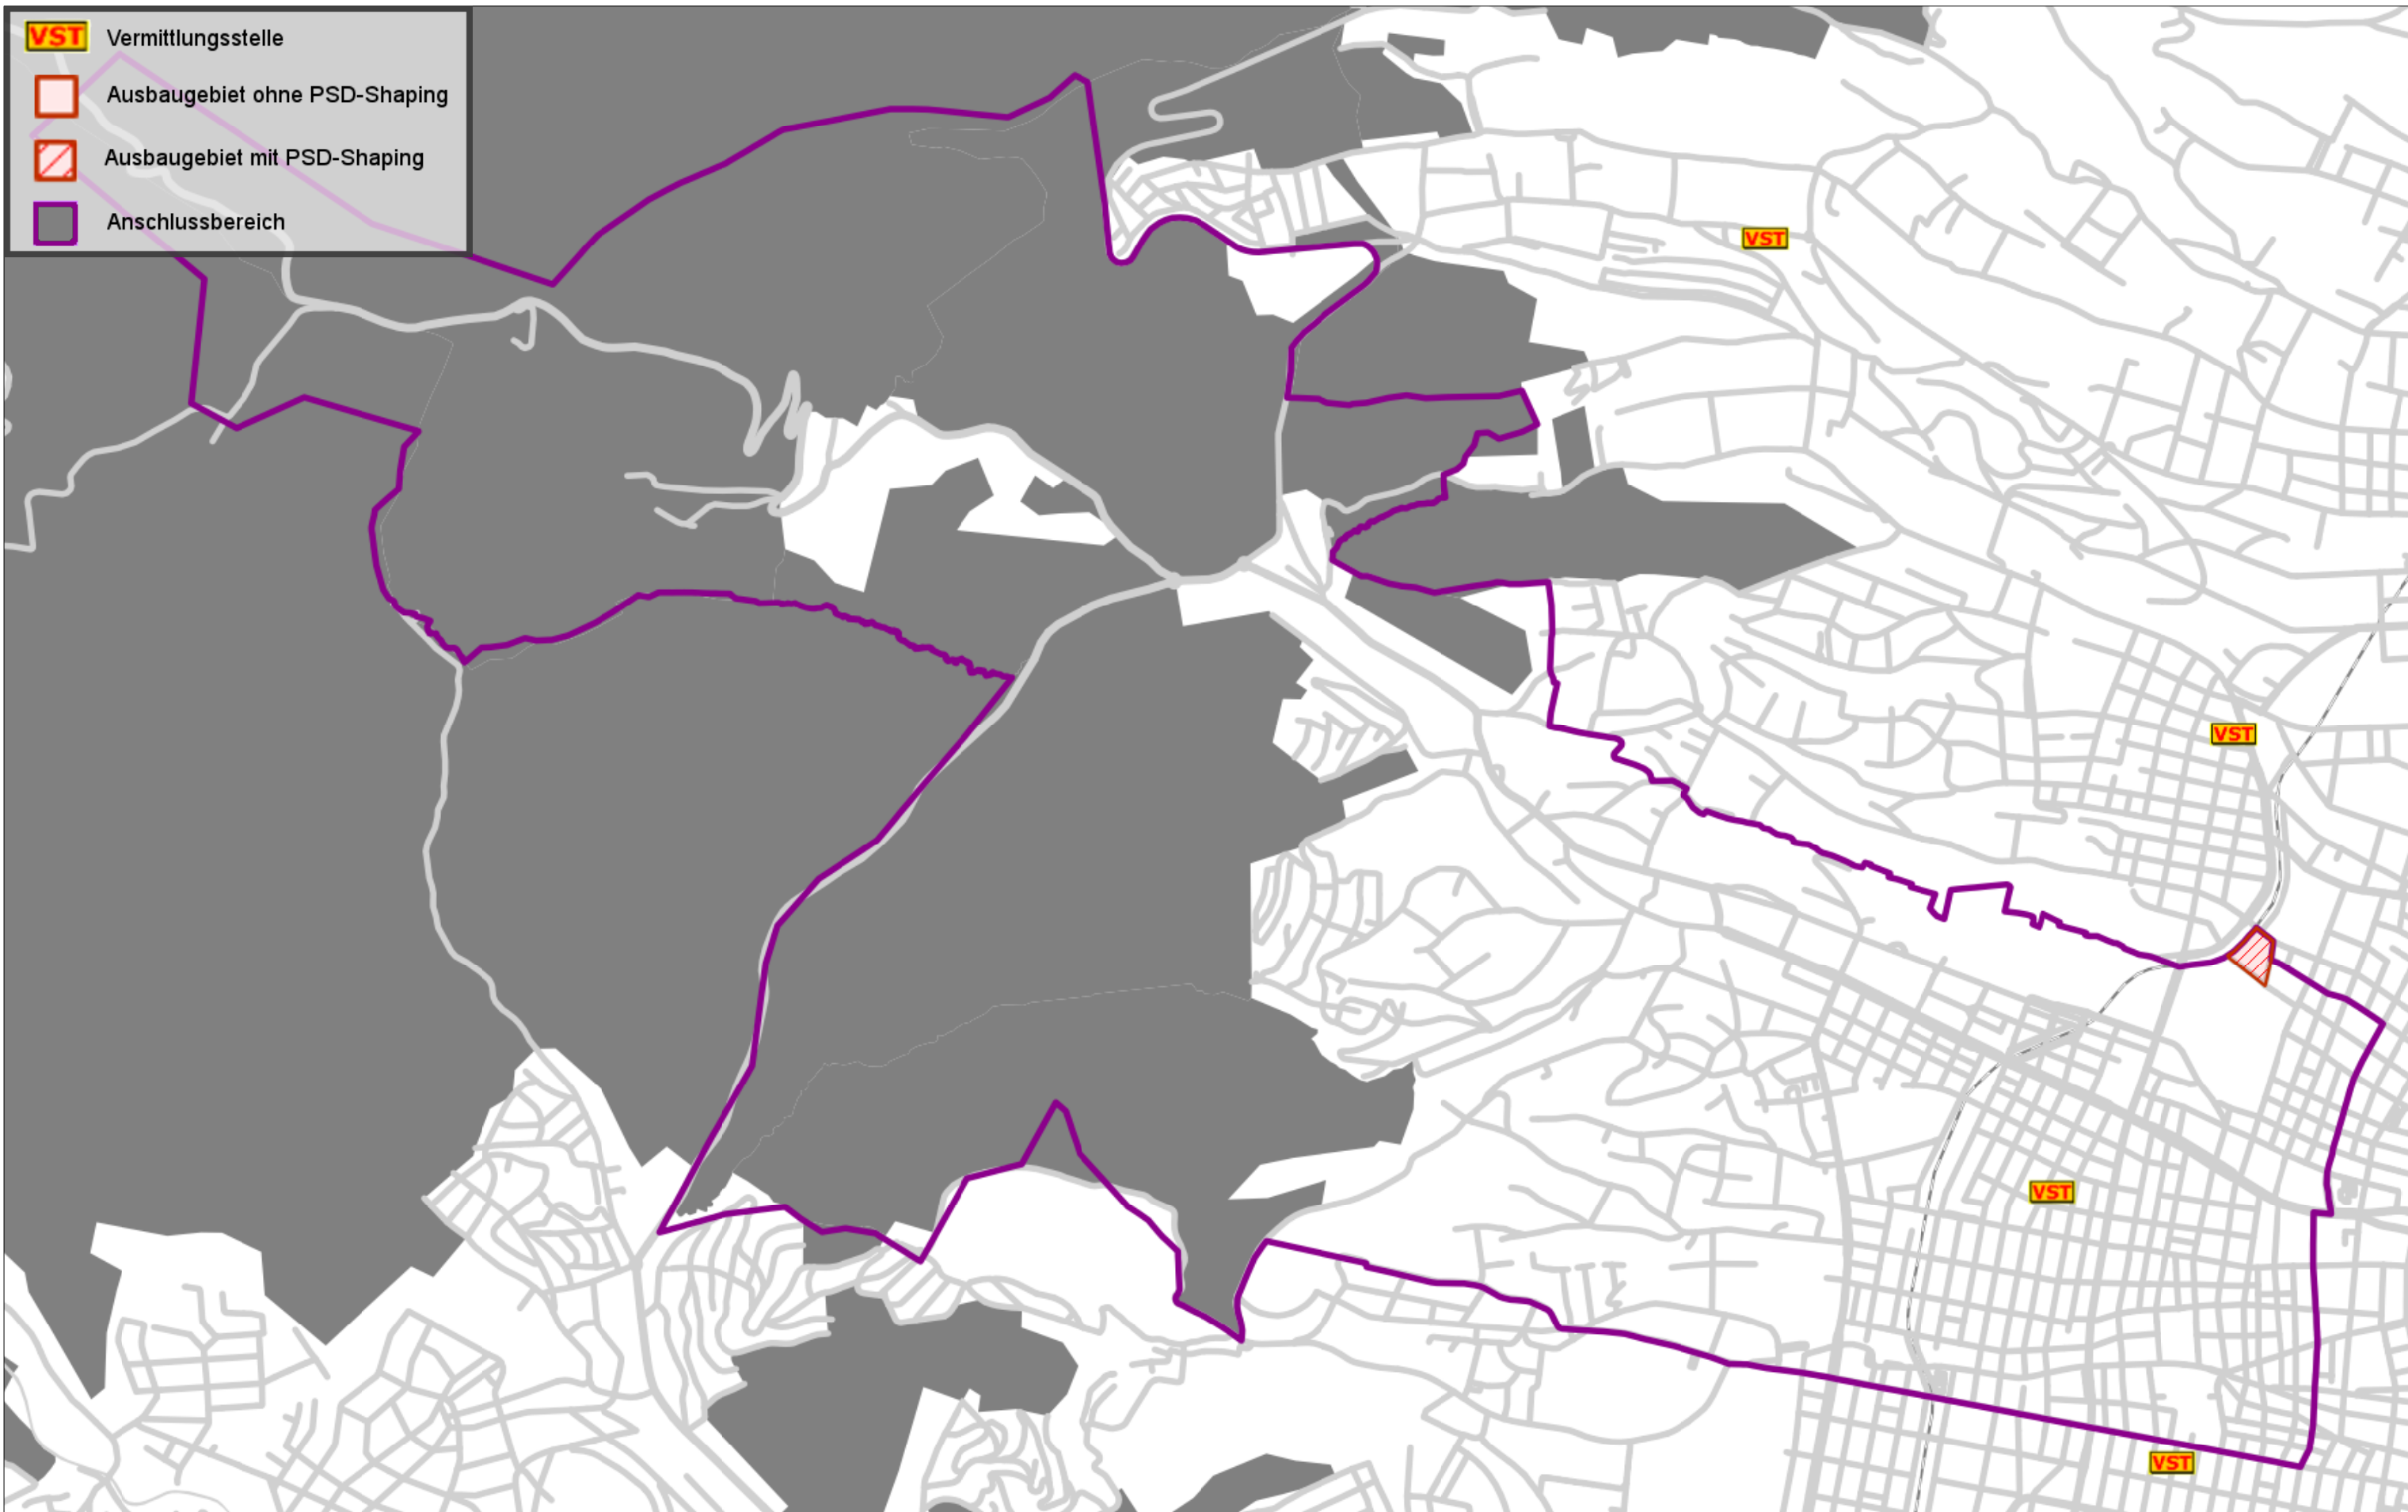 VST Vermittlungsstelle
Ausbaugebiet ohne PSD-Shaping
Ausbaugebiet mit PSD-Shaping
Anschlussbereich
VST
VST
VST
VST